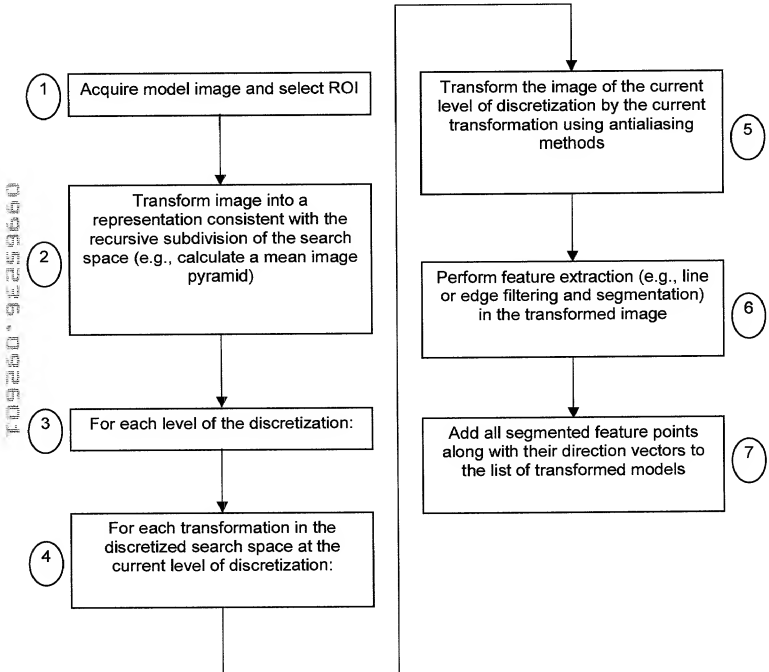 1
Acquire model image and select ROI
2
Transform image into a
representation consistent with the
recursive subdivision of the search
space (e.g., calculate a mean image
pyramid)
3
For each level of the discretization:
4
For each transformation in the
discretized search space at the
current level of discretization:
Transform the image of the current
level of discretization by the current
transformation using antialiasing
methods
5
Perform feature extraction (e.g., line
or edge filtering and segmentation)
in the transformed image
6
Add all segmented feature points
along with their direction vectors to
the list of transformed models
7